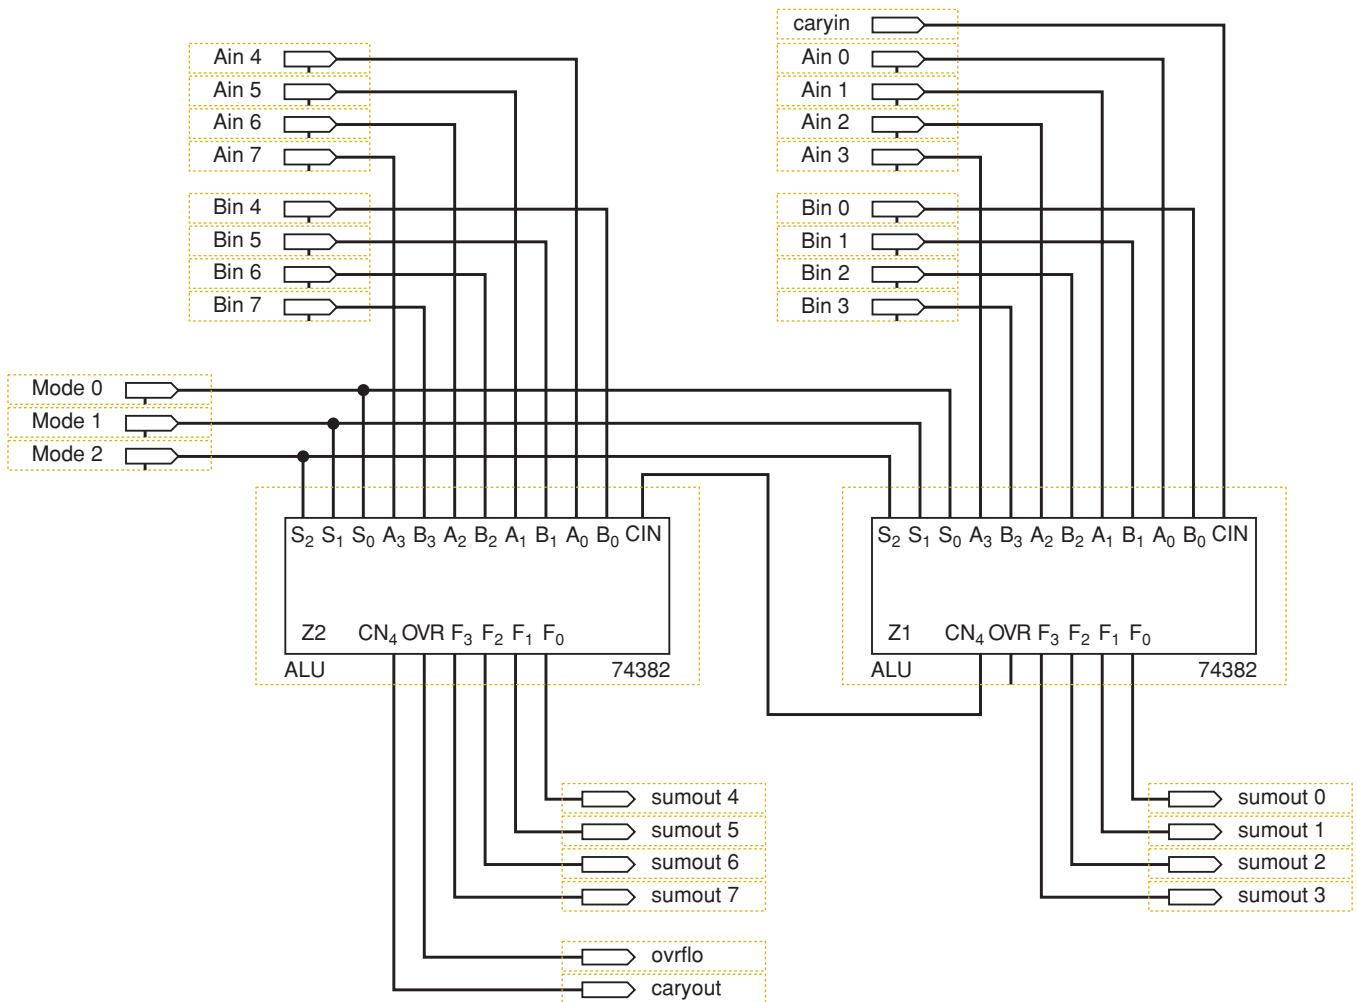 caryin
Ain 4
Ain 5
Ain 6
Ain 7
Ain 0
Ain 1
Ain 2
Ain 3
Bin 4
Bin 5
Bin 6
Bin 7
Bin 0
Bin 1
Bin 2
Bin 3
Mode 0
Mode 1
Mode 2
S2 S1 S0 A3 B3 A2 B2 A1 B1 A0 B0 CIN
Z2 CN4 OVR F3 F2 F1 F0
ALU 74382
S2 S1 S0 A3 B3 A2 B2 A1 B1 A0 B0 CIN
Z1 CN4 OVR F3 F2 F1 F0
ALU 74382
sumout 4
sumout 5
sumout 6
sumout 7
sumout 0
sumout 1
sumout 2
sumout 3
ovrflo
caryout